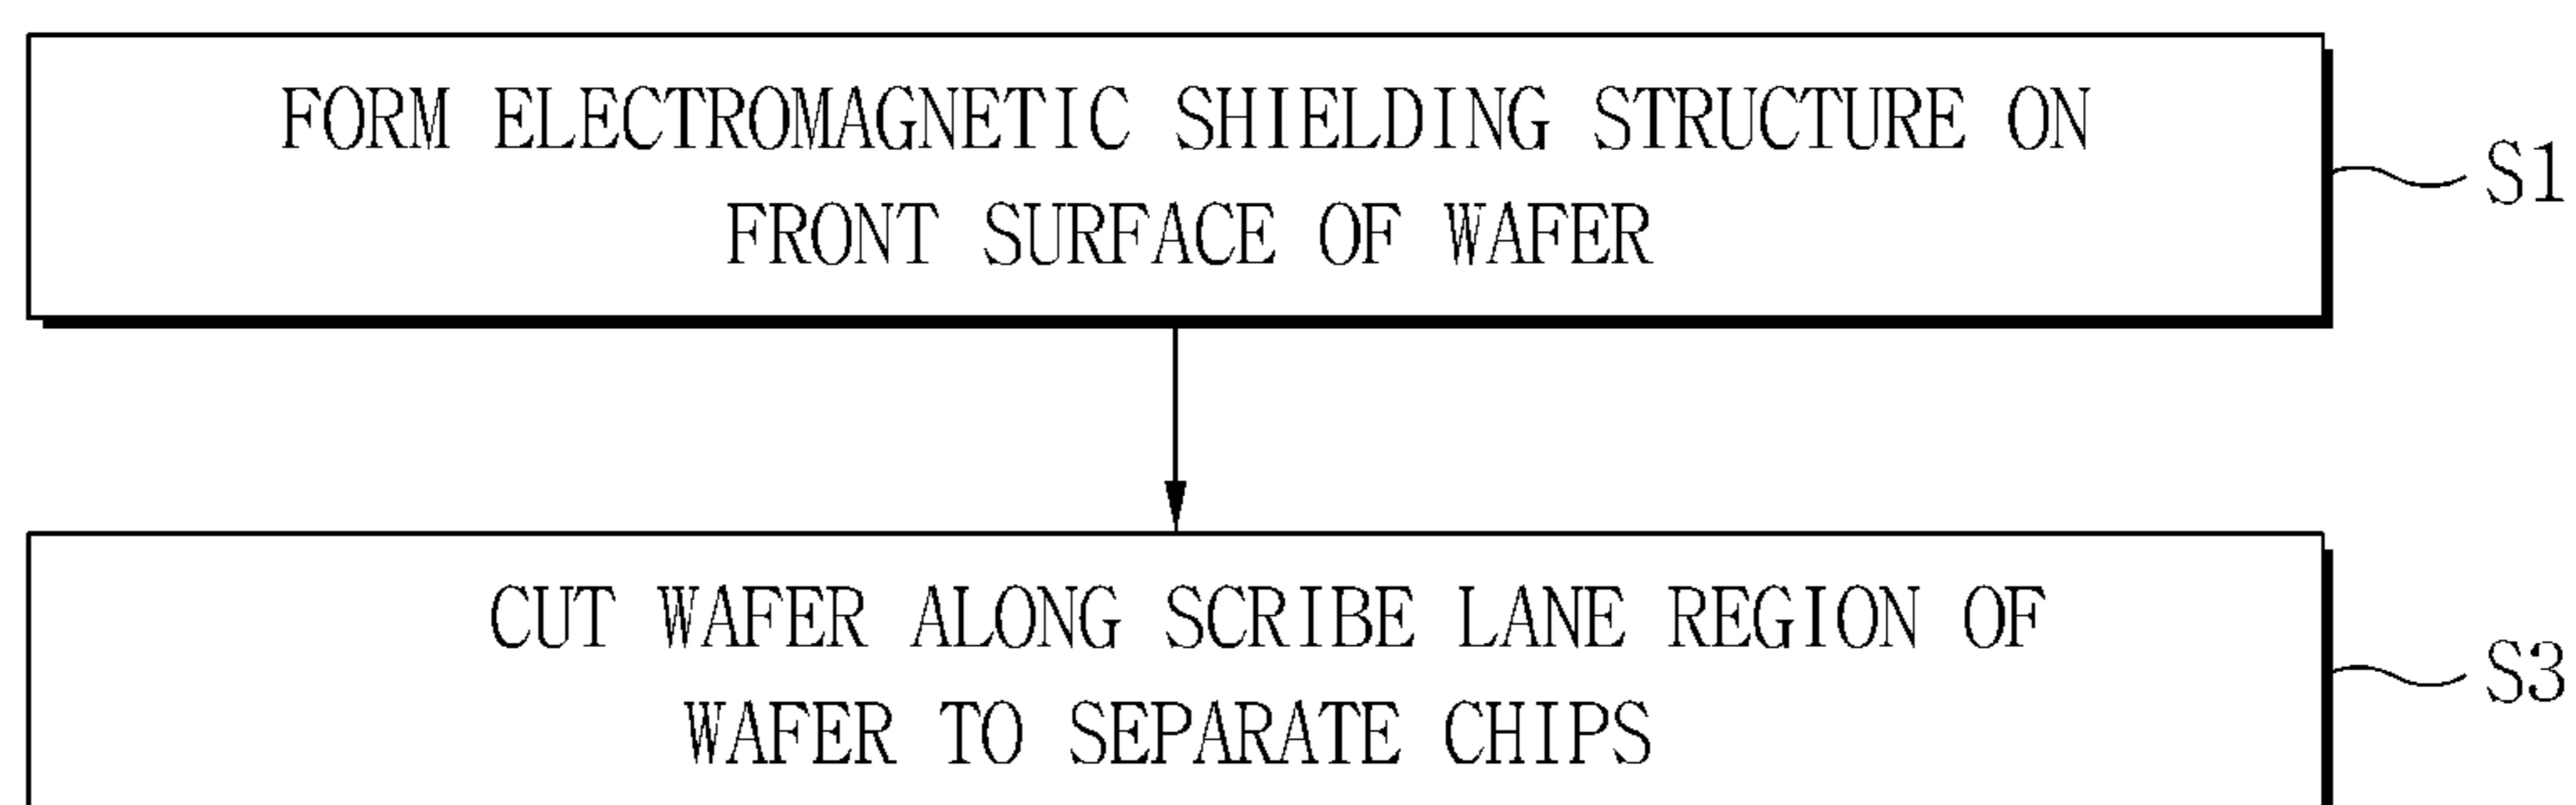 FORM ELECTROMAGNETIC SHIELDING STRUCTURE ON
FRONT SURFACE OF WAFER
S1
CUT WAFER ALONG SCRIBE LANE REGION OF
WAFER TO SEPARATE CHIPS
S3